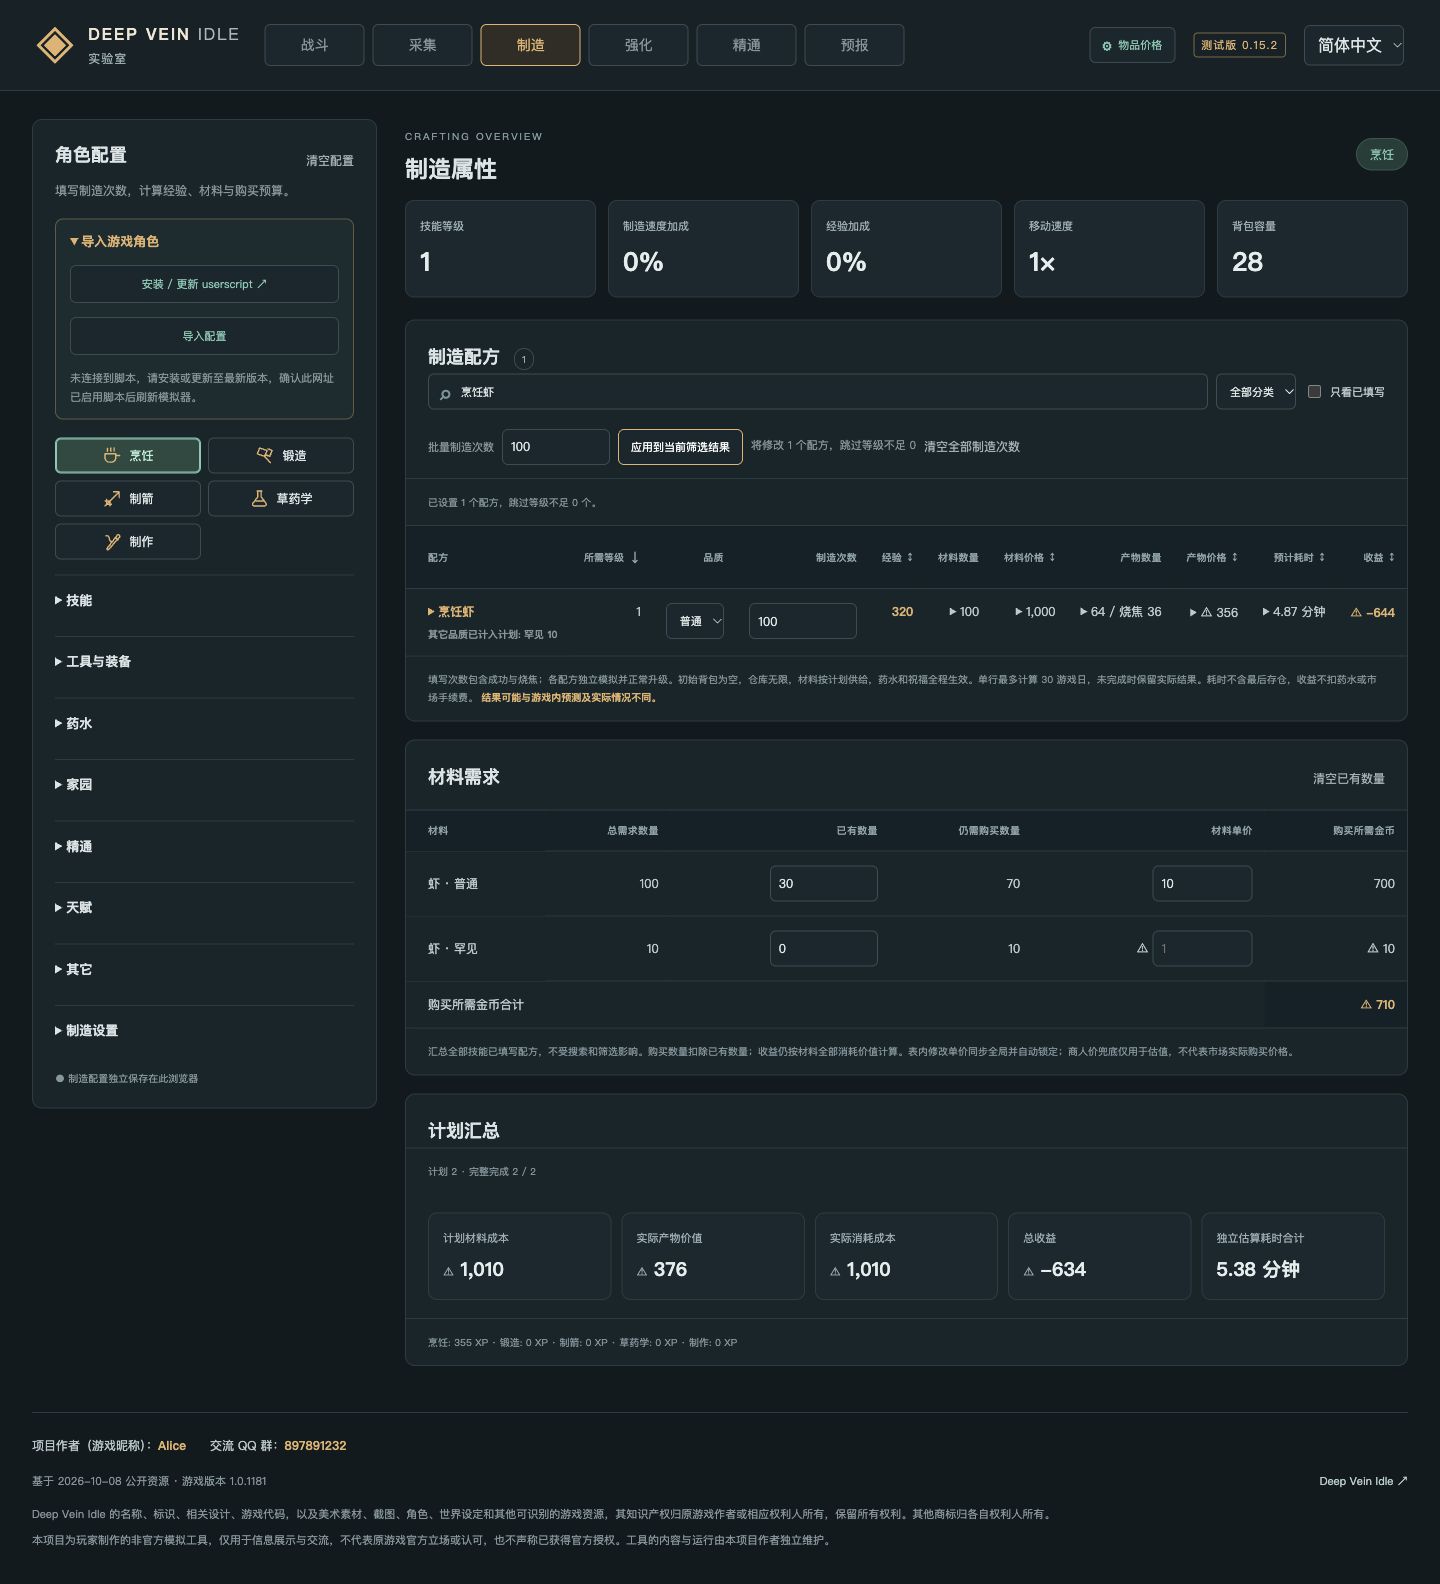 DEEP VEIN IDLE
实验室
战斗
采集
制造
强化
精通
预报
物品价格
测试版 0.15.2
简体中文
角色配置
清空配置
填写制造次数，计算经验、材料与购买预算。
▼导入游戏角色
安装 / 更新 userscript ↗
导入配置
未连接到脚本，请安装或更新至最新版本，确认此网址
已启用脚本后刷新模拟器。
烹饪
锻造
制箭
草药学
制作
▶ 技能
▶ 工具与装备
▶ 药水
▶ 家园
▶ 精通
▶ 天赋
▶ 其它
▶ 制造设置
制造配置独立保存在此浏览器
CRAFTING OVERVIEW
制造属性
烹饪
技能等级
1
制造速度加成
0%
经验加成
0%
移动速度
1×
背包容量
28
制造配方 1
烹饪虾
全部分类
只看已填写
批量制造次数 100 应用到当前筛选结果 将修改 1 个配方，跳过等级不足 0 清空全部制造次数
已设置 1 个配方，跳过等级不足 0 个。
配方 所需等级 ↓ 品质 制造次数 经验 ↕ 材料数量 材料价格 ↕ 产物数量 产物价格 ↕ 预计耗时 ↕ 收益 ↕
▶ 烹饪虾 1 普通 100 320 ▶ 100 ▶ 1,000 ▶ 64 / 烧焦 36 ▶ ⚠ 356 ▶ 4.87 分钟 ⚠ −644
其它品质已计入计划: 罕见 10
填写次数包含成功与烧焦；各配方独立模拟并正常升级。初始背包为空，仓库无限，材料按计划供给，药水和祝福全程生效。单行最多计算 30 游戏日，未完成时保留实际结果。耗时不含最后存仓，收益不扣药水或市
场手续费。 结果可能与游戏内预测及实际情况不同。
材料需求
清空已有数量
材料 总需求数量 已有数量 仍需购买数量 材料单价 购买所需金币
虾 · 普通 100 30 70 10 700
虾 · 罕见 10 0 10 ⚠ 1 ⚠ 10
购买所需金币合计 ⚠ 710
汇总全部技能已填写配方，不受搜索和筛选影响。购买数量扣除已有数量；收益仍按材料全部消耗价值计算。表内修改单价同步全局并自动锁定；商人价兜底仅用于估值，不代表市场实际购买价格。
计划汇总
计划 2 · 完整完成 2 / 2
计划材料成本
⚠ 1,010
实际产物价值
⚠ 376
实际消耗成本
⚠ 1,010
总收益
⚠ −634
独立估算耗时合计
5.38 分钟
烹饪: 355 XP · 锻造: 0 XP · 制箭: 0 XP · 草药学: 0 XP · 制作: 0 XP
项目作者（游戏昵称）：Alice 交流 QQ 群：897891232
基于 2026-10-08 公开资源 · 游戏版本 1.0.1181
Deep Vein Idle ↗
Deep Vein Idle 的名称、标识、相关设计、游戏代码，以及美术素材、截图、角色、世界设定和其他可识别的游戏资源，其知识产权归原游戏作者或相应权利人所有，保留所有权利。其他商标归各自权利人所有。
本项目为玩家制作的非官方模拟工具，仅用于信息展示与交流，不代表原游戏官方立场或认可，也不声称已获得官方授权。工具的内容与运行由本项目作者独立维护。